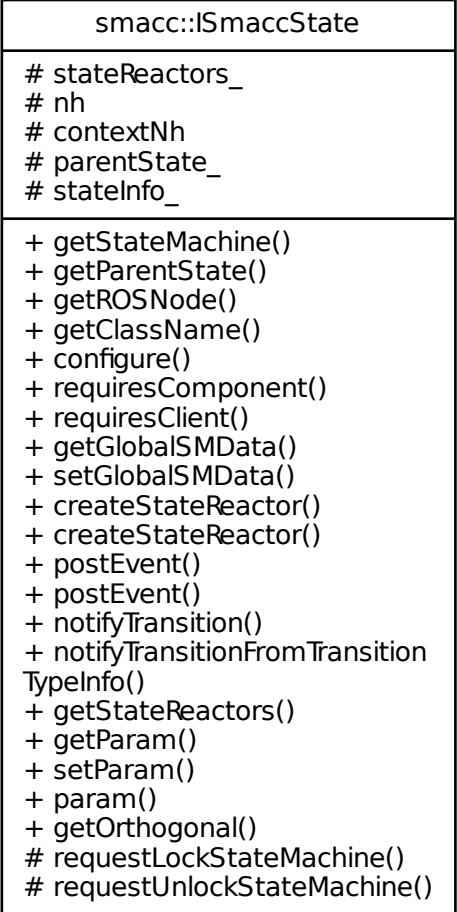 smacc::ISmaccState
# stateReactors_
# nh
# contextNh
# parentState_
# stateInfo_
+ getStateMachine()
+ getParentState()
+ getROSNode()
+ getClassName()
+ configure()
+ requiresComponent()
+ requiresClient()
+ getGlobalSMData()
+ setGlobalSMData()
+ createStateReactor()
+ createStateReactor()
+ postEvent()
+ postEvent()
+ notifyTransition()
+ notifyTransitionFromTransition
TypeInfo()
+ getStateReactors()
+ getParam()
+ setParam()
+ param()
+ getOrthogonal()
# requestLockStateMachine()
# requestUnlockStateMachine()